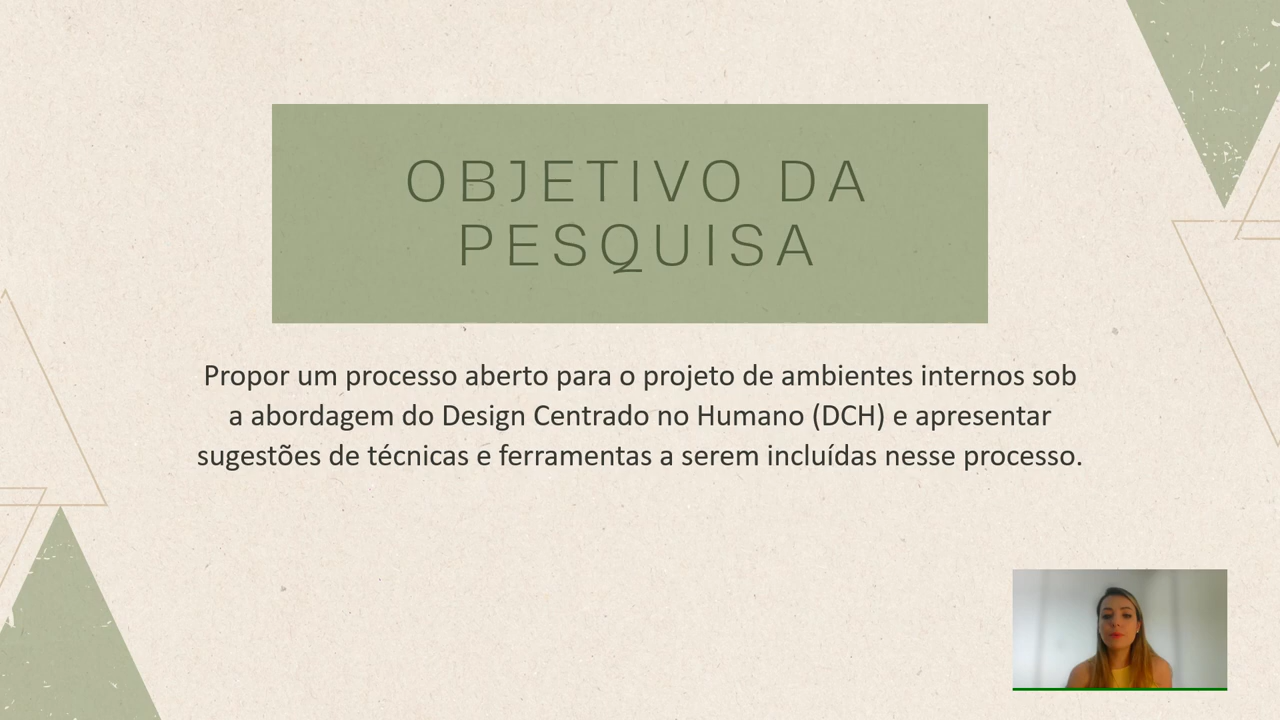 OBJETIVO DA
PESQUISA
Propor um processo aberto para o projeto de ambientes internos sob
a abordagem do Design Centrado no Humano (DCH) e apresentar
sugestões de técnicas e ferramentas a serem incluídas nesse processo.